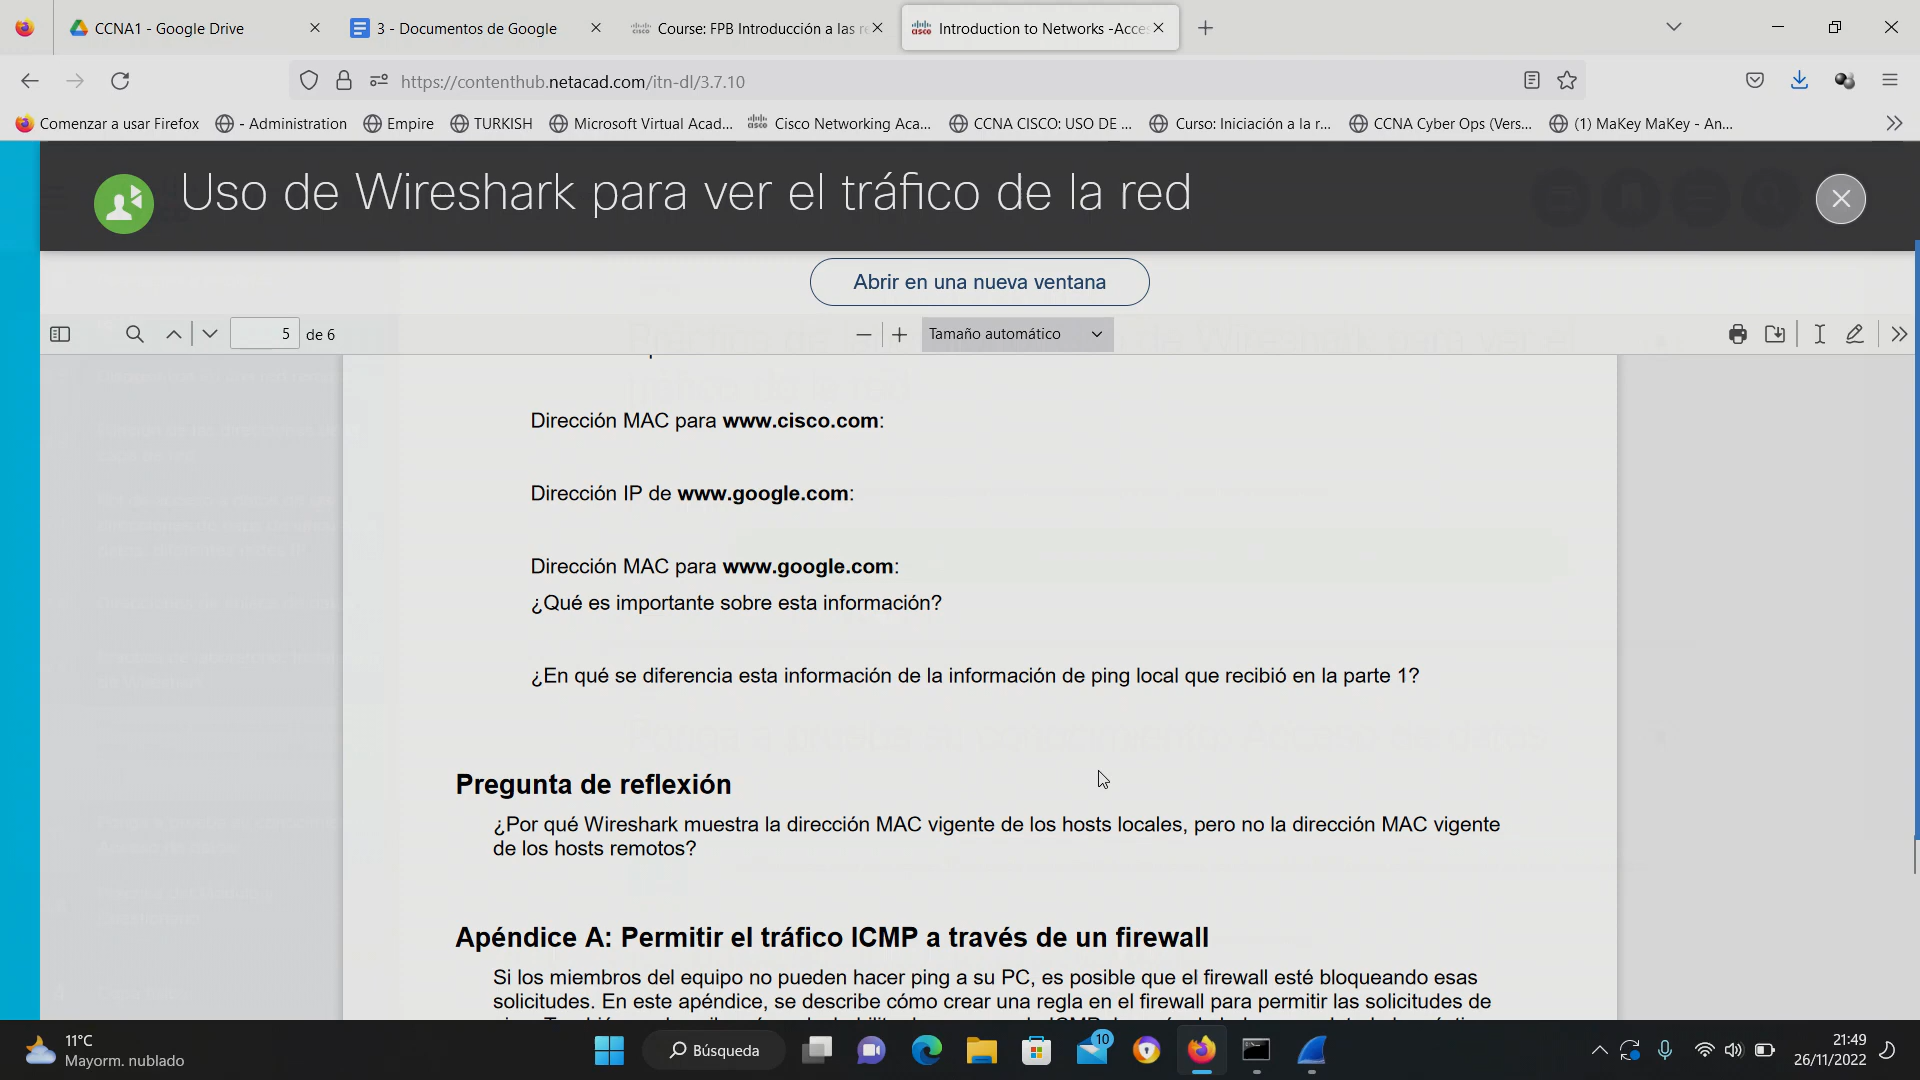 CCNA1 - Google Drive
3 - Documentos de Google
Course: FPB Introducción a las re
Introduction to Networks -Acce
https://contenthub.netacad.com/itn-dl/3.7.10
Comenzar a usar Firefox
- Administration
Empire
TURKISH
Microsoft Virtual Acad...
Cisco Networking Aca...
CCNA CISCO: USO DE ...
Curso: Iniciación a la r...
CCNA Cyber Ops (Vers...
(1) MaKey MaKey - An...
Uso de Wireshark para ver el tráfico de la red
Abrir en una nueva ventana
5 de 6
Tamaño automático
Dirección MAC para www.cisco.com:
Dirección IP de www.google.com:
Dirección MAC para www.google.com:
¿Qué es importante sobre esta información?
¿En qué se diferencia esta información de la información de ping local que recibió en la parte 1?
Pregunta de reflexión
¿Por qué Wireshark muestra la dirección MAC vigente de los hosts locales, pero no la dirección MAC vigente
de los hosts remotos?
Apéndice A: Permitir el tráfico ICMP a través de un firewall
Si los miembros del equipo no pueden hacer ping a su PC, es posible que el firewall esté bloqueando esas
solicitudes. En este apéndice, se describe cómo crear una regla en el firewall para permitir las solicitudes de
11°C
Mayorm. nublado
Búsqueda
10
21:49
26/11/2022